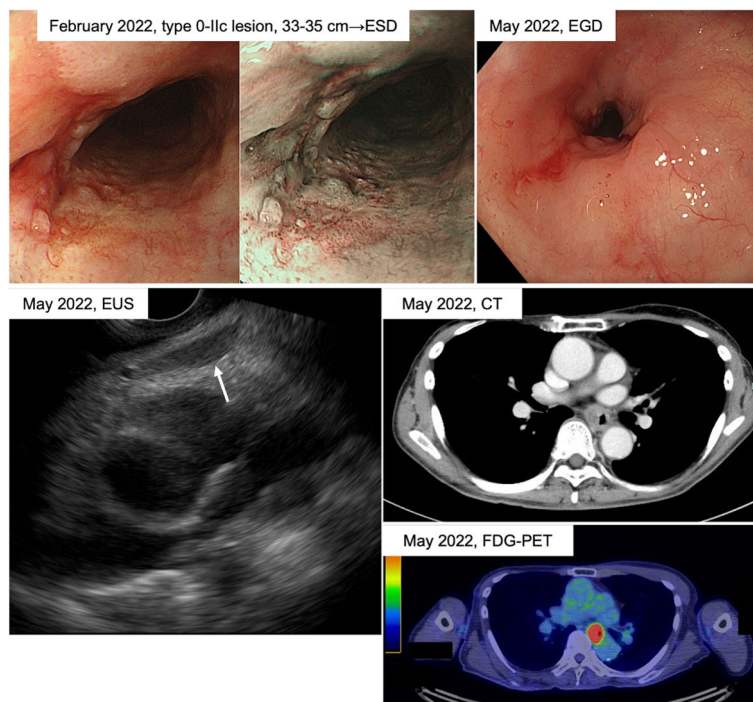 February 2022, type 0-IIc lesion, 33-35 cm→ESD
May 2022, EGD
May 2022, EUS
May 2022, CT
May 2022, FDG-PET